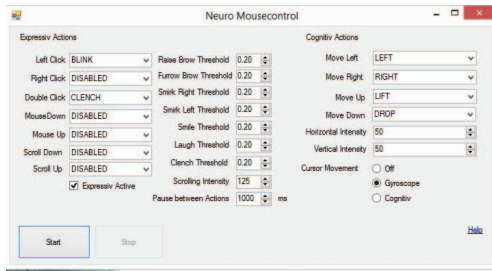 Neuro Mousecontrol
Expressiv Actions
Left Click BLINK
Right Click DISABLED
Double Click CLENCH
MouseDown DISABLED
Mouse Up DISABLED
Scroll Down DISABLED
Scroll Up DISABLED
Expressiv Active
Raise Brow Threshold 0.20
Furrow Brow Threshold 0.20
Smirk Right Threshold 0.20
Smirk Left Threshold 0.20
Smile Threshold 0.20
Laugh Threshold 0.20
Clench Threshold 0.20
Scrolling Intensity 125
Pause between Actions 1000 ms
Cognitiv Actions
Move Left LEFT
Move Right RIGHT
Move Up LIFT
Move Down DROP
Horizontal Intensity 50
Vertical Intensity 50
Cursor Movement Off
Gyroscope
Cognitiv
Start Stop
Help